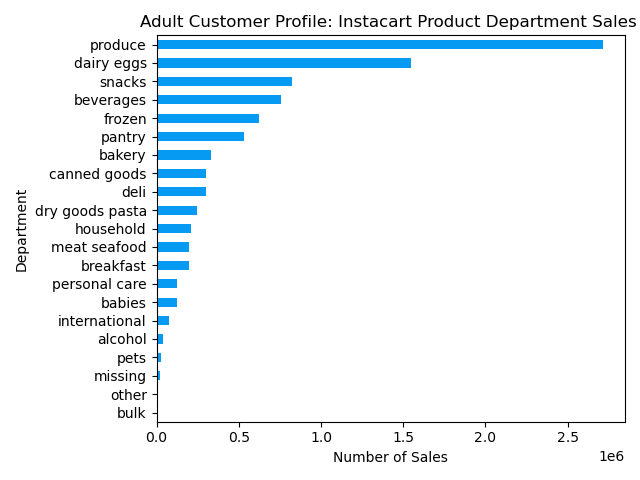 Adult Customer Profile: Instacart Product Department Sales
produce
dairy eggs
snacks
beverages
frozen
pantry
bakery
canned goods
deli
dry goods pasta
household
meat seafood
breakfast
personal care
babies
international
alcohol
pets
missing
other
bulk
Department
0.0 0.5 1.0 1.5 2.0 2.5
1e6
Number of Sales